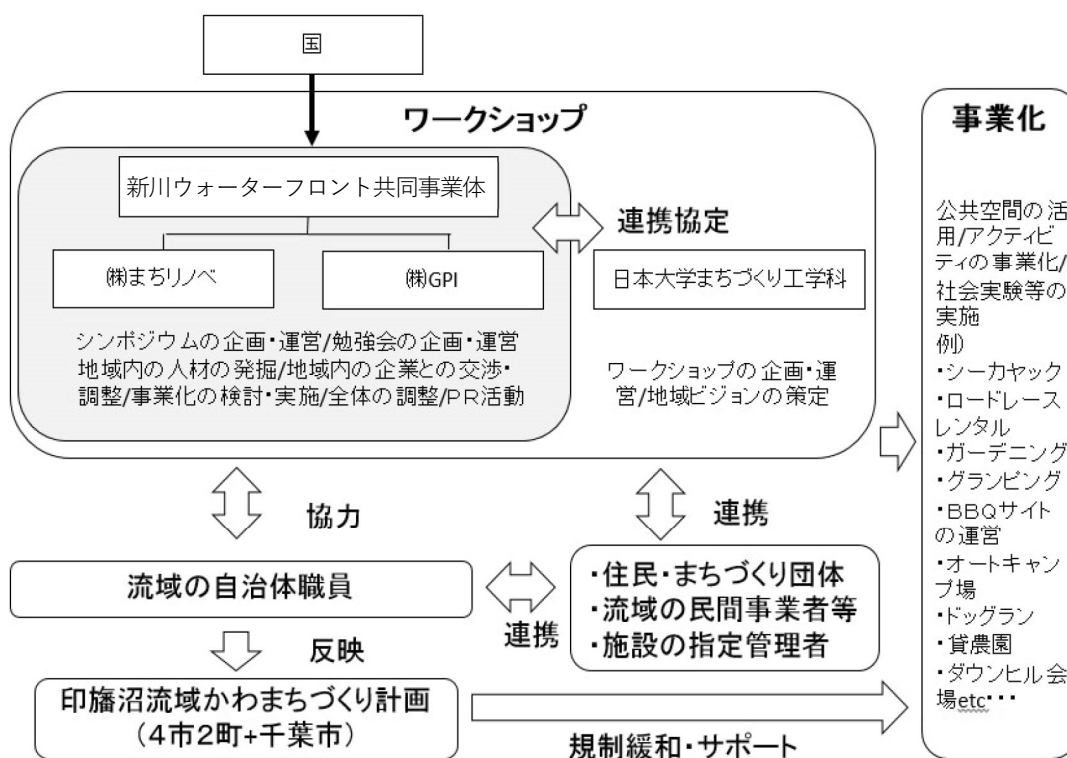 国
ワークショップ
新川ウォーターフロント共同事業体
㈱まちリノベ
㈱GPI
シンポジウムの企画・運営/勉強会の企画・運営
地域内の人材の発掘/地域内の企業との交渉・
調整/事業化の検討・実施/全体の調整/PR活動
連携協定
日本大学まちづくり工学科
ワークショップの企画・運
営/地域ビジョンの策定
協力
連携
流域の自治体職員
連携
・住民・まちづくり団体
・流域の民間事業者等
・施設の指定管理者
反映
印旛沼流域かわまちづくり計画
(4市2町+千葉市)
規制緩和・サポート
事業化
公共空間の活
用/アクティビ
ティの事業化/
社会実験等の
実施
例)
・シーカヤック
・ロードレース
レンタル
・ガーデニング
・グランピング
・BBQサイト
の運営
・オートキャン
プ場
・ドッグラン
・貸農園
・ダウンヒル会
場etc・・・